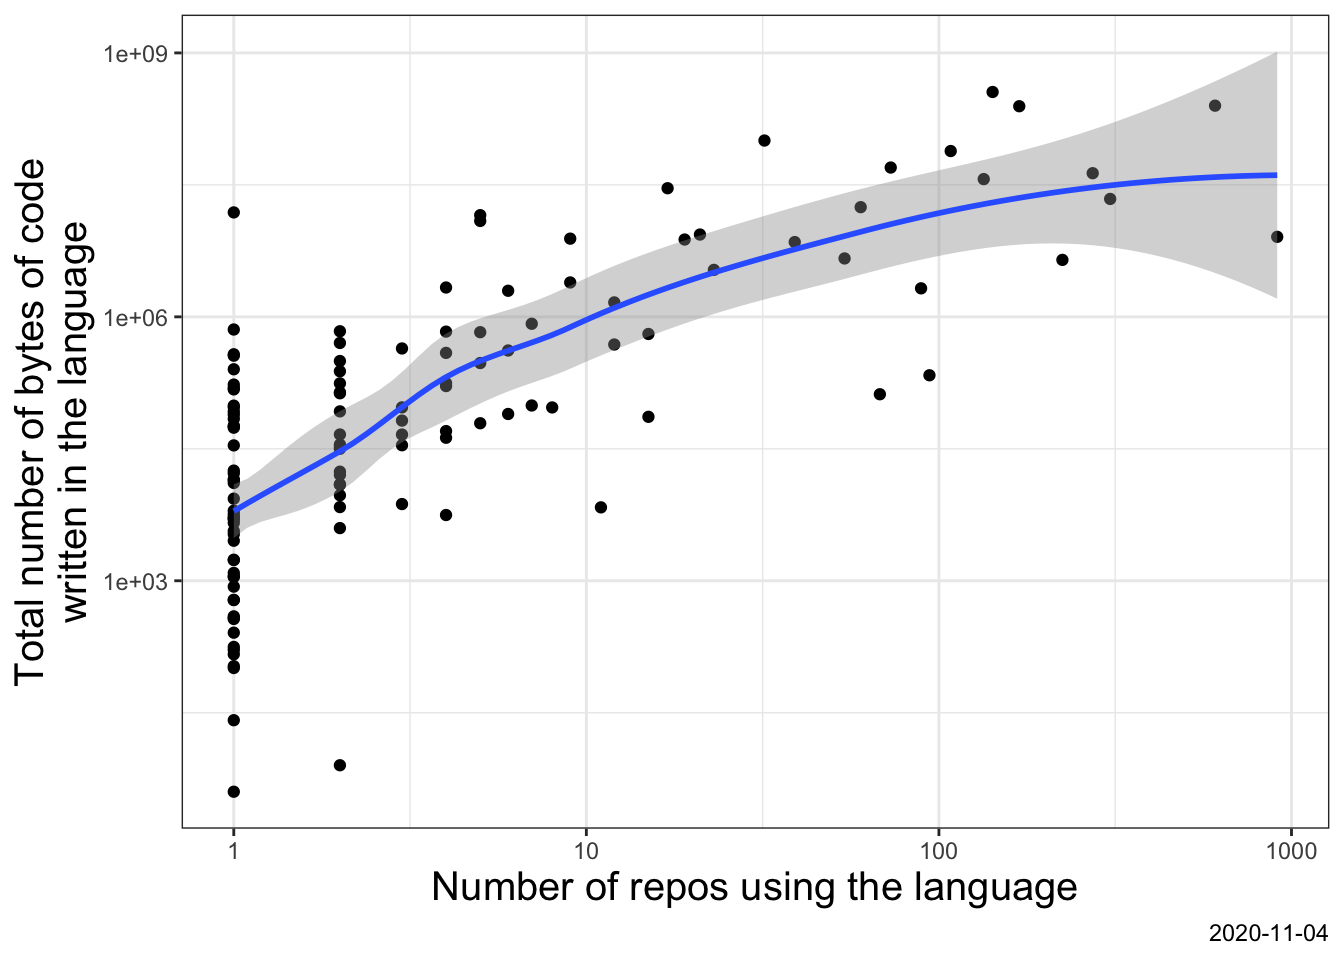 Total number of bytes of code
written in the language
1e+09
1e+06
1e+03
1
10
100
1000
Number of repos using the language
2020-11-04